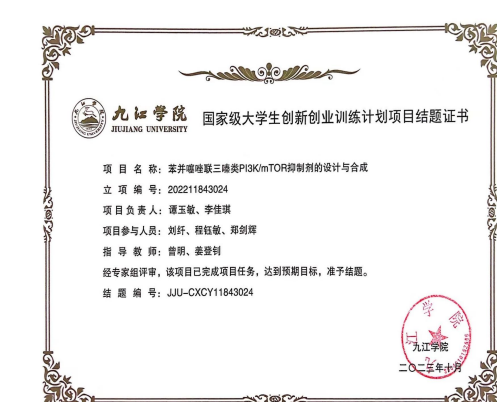 九江学院
JIUJIANG UNIVERSITY
国家级大学生创新创业训练计划项目结题证书
项目名称：苯并噻唑联三嗪类PI3K/mTOR抑制剂的设计与合成
立项编号：202211843024
项目负责人：谭玉敏、李佳琪
项目参与人员：刘纤、程钰敏、郑剑辉
指导教师：曾明、姜登钊
经专家组评审，该项目已完成项目任务，达到预期目标，准予结题。
结题编号：JJU-CXCY11843024
九江学院
九江学院
二〇二三年十月